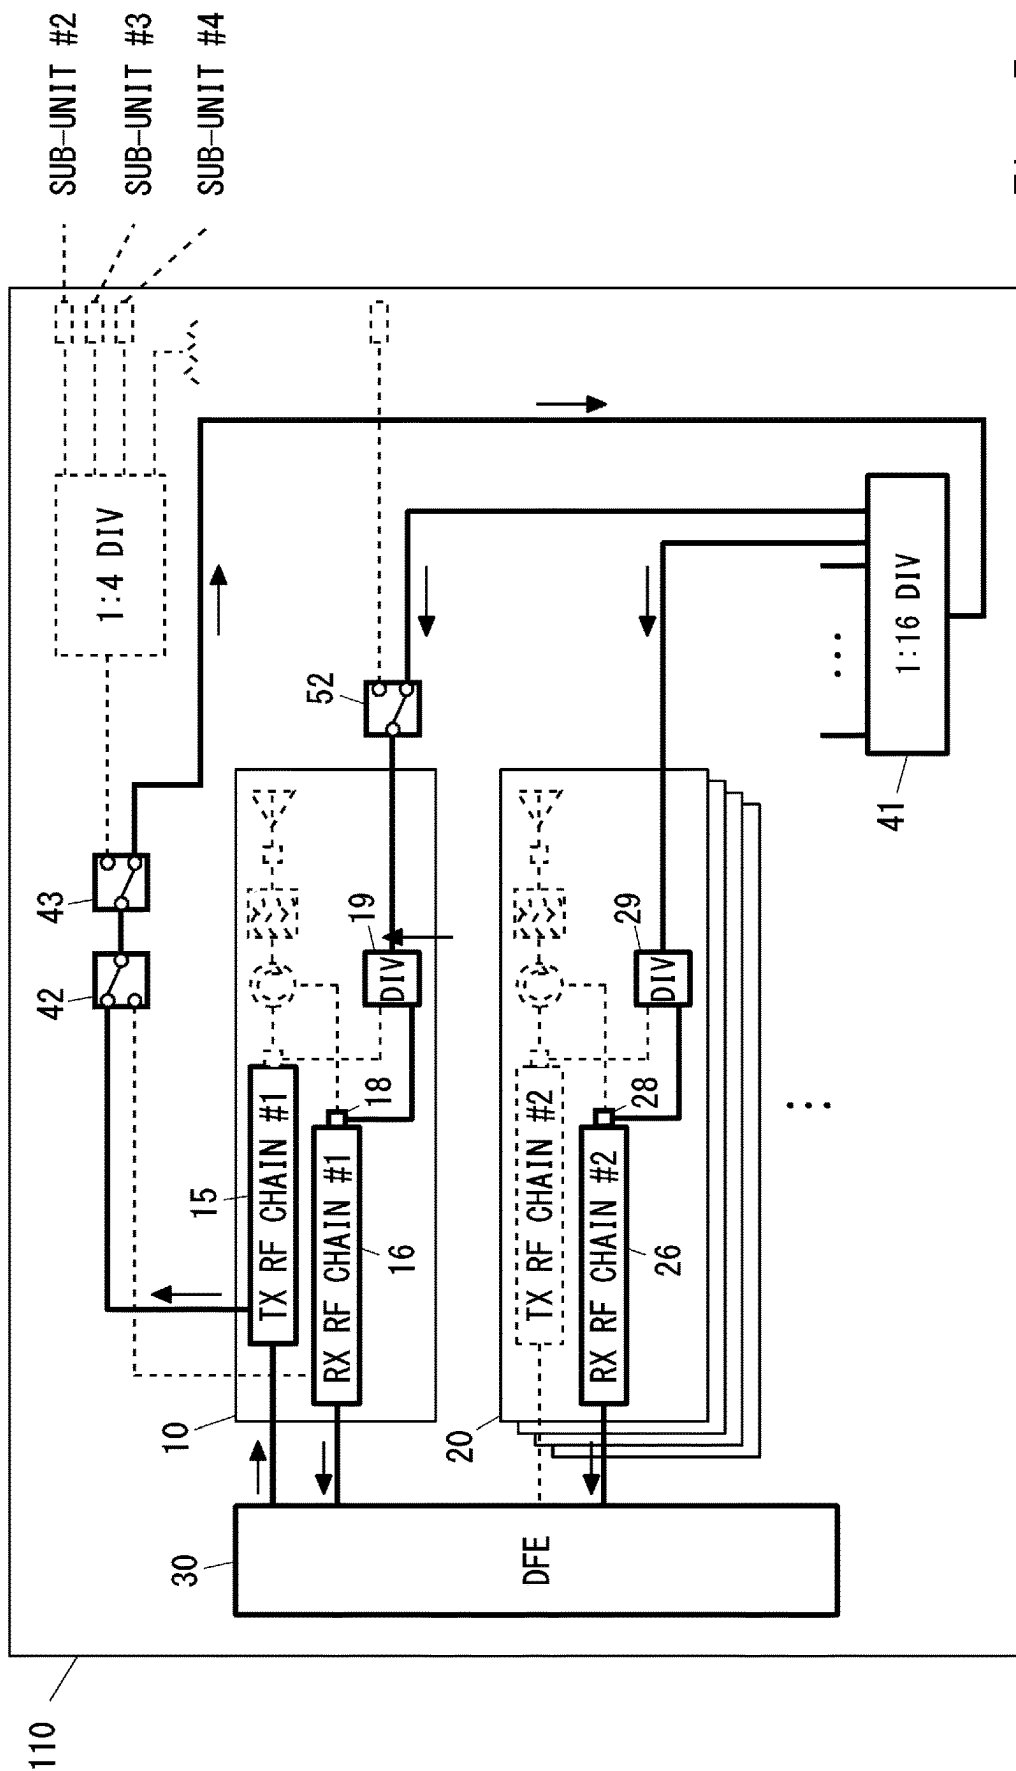 110
SUB-UNIT #2
SUB-UNIT #3
SUB-UNIT #4
1:4 DIV
42
43
52
10
15
TX RF CHAIN #1
RX RF CHAIN #1
16
18
DIV
19
30
DFE
20
TX RF CHAIN #2
RX RF CHAIN #2
26
28
DIV
29
...
...
1:16 DIV
41